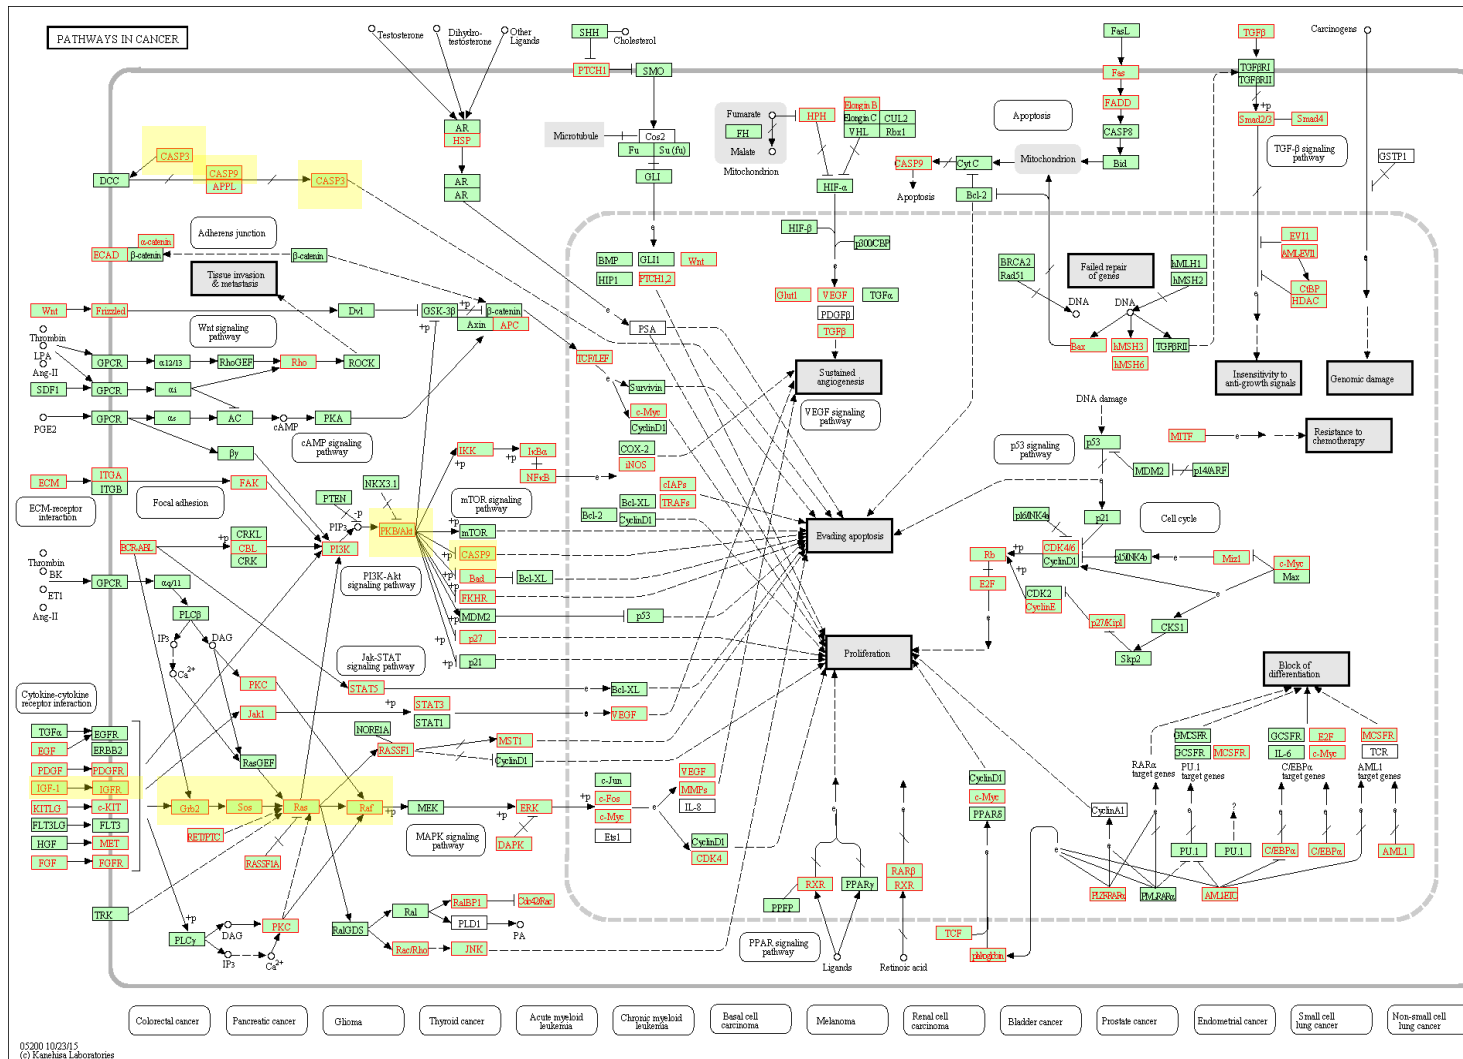 PATHWAYS IN CANCER
Testosterone
Dihydro-
testosterone
Other
Ligands
SHH
Cholesterol
PTCH1
SMO
Microtubule
Cos2
Fu
Su (fu)
GLI
Fumarate
FH
Malate
Mitochondrion
HPH
Elongin B
Elongin C
CUL2
VHL
Rbx1
HIF-α
Apoptosis
CASP9
Cyt C
Mitochondrion
Apoptosis
Bcl-2
FasL
Fas
FADD
CASP8
Bid
TGFβ
TGFβRI
TGFβRII
+p
Smad2/3
Smad4
TGF-β signaling
pathway
Carcinogens
GSTP1
AR
HSP
AR
AR
CASP3
DCC
CASP9
APPL
CASP3
Adherens junction
α-catenin
ECAD
β-catenin
β-catenin
Tissue invasion
& metastasis
Wnt
Frizzled
Dvl
GSK-3β
+p
β-catenin
Axin
APC
+p
+p
Wnt signaling
pathway
Thrombin
LPA
Ang-II
GPCR
α12/13
RhoGEF
Rho
ROCK
SDF1
GPCR
αi
PGE2
GPCR
αs
AC
cAMP
PKA
cAMP signaling
pathway
βγ
BMP
GLI1
Wnt
HIP1
PTCH1,2
e
PSA
e
TCF/LEF
e
Survivin
c-Myc
CyclinD1
HIF-β
p300/CBP
e
Glut1
VEGF
TGFα
PDGFβ
TGFβ
Sustained
angiogenesis
VEGF signaling
pathway
BRCA2
Rad51
DNA
Failed repair
of genes
hMLH1
hMSH2
DNA
Bax
hMSH3
TGFβRII
hMSH6
EVI1
AML-EVI1
CtBP
HDAC
e
e
Insensitivity to
anti-growth signals
Genomic damage
DNA damage
MITF
e
Resistance to
chemotherapy
p53 signaling
pathway
p53
MDM2
p14/ARF
ECM
ITGA
ITGB
FAK
ECM-receptor
interaction
Focal adhesion
PTEN
NKX3.1
PIP3
-p
PKB/Akt
IKK
+p
IκBα
+p
NFκB
e
COX-2
iNOS
mTOR signaling
pathway
cIAPs
Bcl-XL
TRAFs
Bcl-2
CyclinD1
+p
mTOR
Evading apoptosis
CASP9
+p
Bad
Bcl-XL
+p
FKHR
+p
MDM2
p53
+p
p27
+p
p21
PI3K
PI3K-Akt
signaling pathway
BCR-ABL
+p
CRKL
CBL
CRK
Thrombin
BK
ET1
Ang-II
GPCR
αq/11
PLCβ
IP3
DAG
Ca2+
p16/INK4a
p21
Cell cycle
CDK4/6
CyclinD1
p15/INK4b
e
Miz1
c-Myc
Max
Rb
+p
E2F
e
CDK2
CyclinE
+p
p27/Kip1
+p
Skp2
CKS1
e
Proliferation
Jak-STAT
signaling pathway
Cytokine-cytokine
receptor interaction
PKC
STAT5
+p
e
Bcl-XL
Jak1
STAT3
STAT1
e
VEGF
TGFα
EGFR
EGF
ERBB2
PDGF
PDGFR
IGF-1
IGFR
KITLG
c-KIT
FLT3LG
FLT3
HGF
MET
FGF
FGFR
RasGEF
NORE1A
RASSF1
MST1
CyclinD1
Grb2
Sos
Ras
Raf
+p
MEK
ERK
+p
RET/PTC
RASSF1A
MAPK signaling
pathway
DAPK
c-Jun
c-Fos
c-Myc
Ets1
e
VEGF
MMPs
IL-8
CyclinD1
CDK4
TRK
+p
PLCγ
DAG
IP3
Ca2+
PKC
RalGDS
Ral
RalBP1
Cdc42/Rac
PLD1
PA
Rac/Rho
JNK
CyclinD1
c-Myc
PPARδ
e
e
RXR
PPARγ
PPFP
PPAR signaling
pathway
Ligands
RARβ
RXR
Retinoic acid
TCF
plakoglobin
Block of
differentiation
RARα
target genes
GMCSFR
GCSFR
MCSFR
PU.1
target genes
GCSFR
E2F
IL-6
c-Myc
C/EBPα
target genes
MCSFR
TCR
AML1
target genes
CyclinA1
?
PU.1
PU.1
C/EBPα
C/EBPα
AML1
PLZF-RARα
PML-RARα
AML1-ETO
Colorectal cancer
Pancreatic cancer
Glioma
Thyroid cancer
Acute myeloid
leukemia
Chronic myeloid
leukemia
Basal cell
carcinoma
Melanoma
Renal cell
carcinoma
Bladder cancer
Prostate cancer
Endometrial cancer
Small cell
lung cancer
Non-small cell
lung cancer
05200 10/23/15
(c) Kanehisa Laboratories